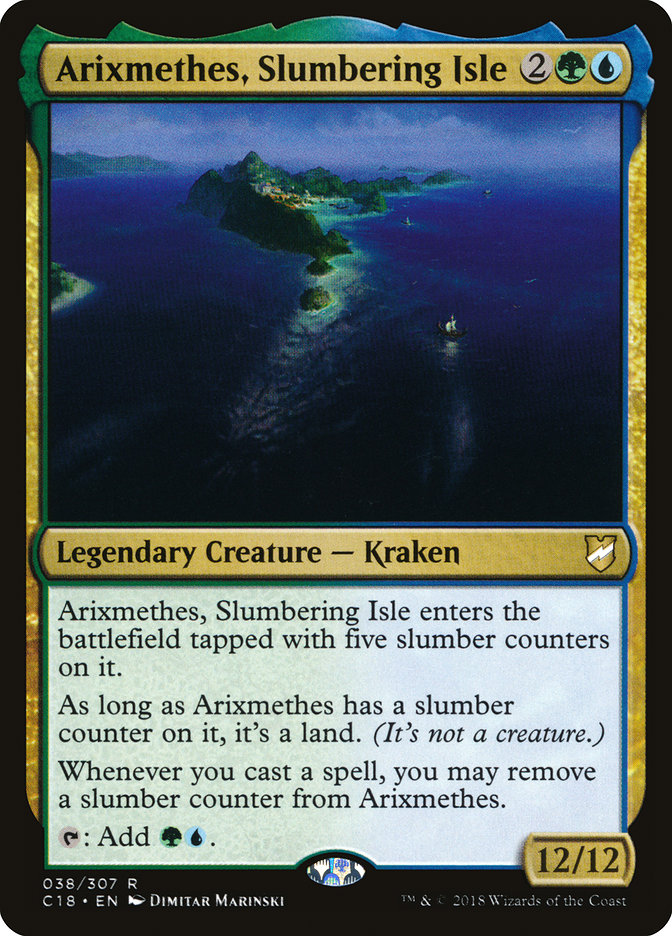 Arixmethes, Slumbering Isle 2
Legendary Creature — Kraken
Arixmethes, Slumbering Isle enters the
battlefield tapped with five slumber counters
on it.
As long as Arixmethes has a slumber
counter on it, it's a land. (It's not a creature.)
Whenever you cast a spell, you may remove
a slumber counter from Arixmethes.
: Add .
12/12
038/307 R
C18 • EN Dimitar Marinski
™ & © 2018 Wizards of the Coast